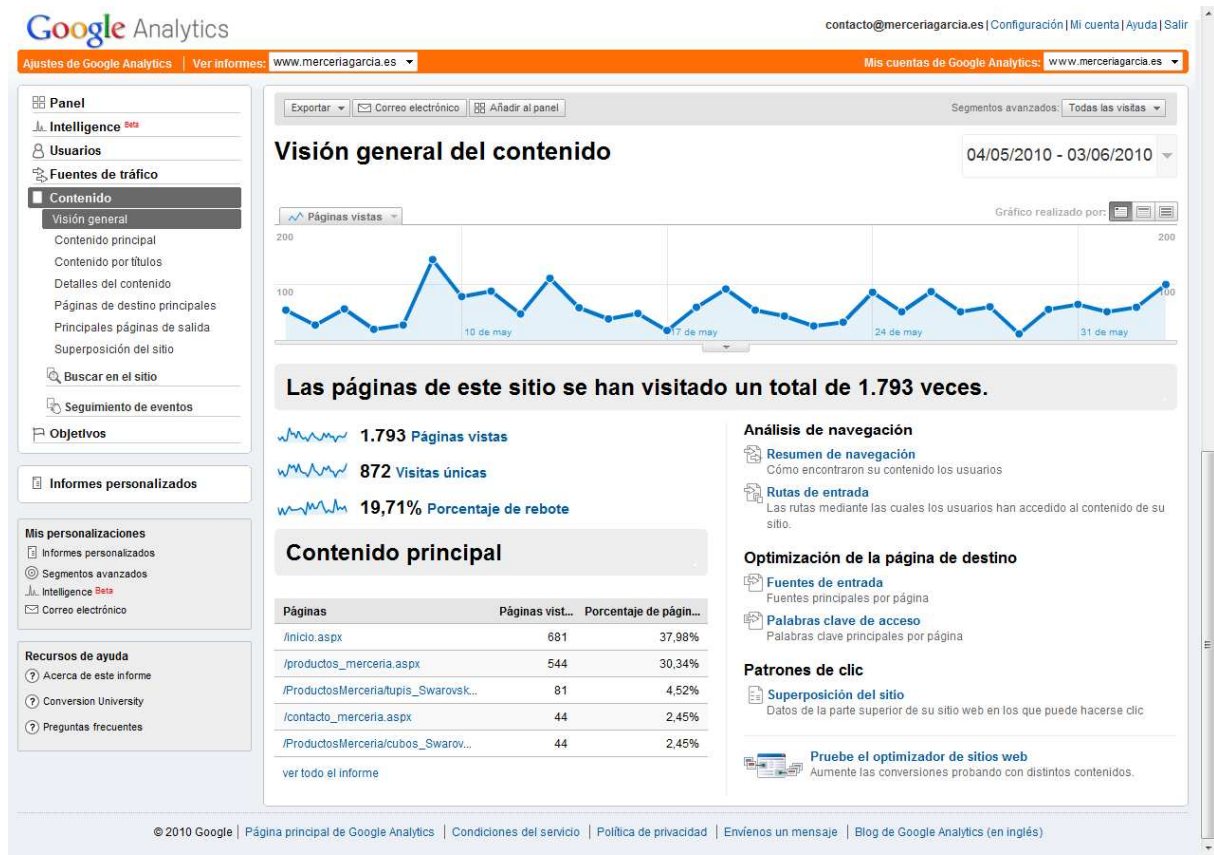 Google Analytics
contacto@merceriagarcia.es | Configuración | Mi cuenta | Ayuda | Salir
Ajustes de Google Analytics | Ver informes: www.merceriagarcia.es
Mis cuentas de Google Analytics: www.merceriagarcia.es
Panel
Intelligence Beta
Usuarios
Fuentes de tráfico
Contenido
Visión general
Contenido principal
Contenido por títulos
Detalles del contenido
Páginas de destino principales
Principales páginas de salida
Superposición del sitio
Buscar en el sitio
Seguimiento de eventos
Objetivos
Informes personalizados
Mis personalizaciones
Informes personalizados
Segmentos avanzados
Intelligence Beta
Correo electrónico
Recursos de ayuda
Acerca de este informe
Conversion University
Preguntas frecuentes
Exportar Correo electrónico Añadir al panel
Segmentos avanzados: Todas las visitas
Visión general del contenido
04/05/2010 - 03/06/2010
Páginas vistas
Gráfico realizado por:
200 200
100 100
10 de may 17 de may 24 de may 31 de may
Las páginas de este sitio se han visitado un total de 1.793 veces.
1.793 Páginas vistas
872 Visitas únicas
19,71% Porcentaje de rebote
Contenido principal
Páginas Páginas vist... Porcentaje de págin...
/inicio.aspx 681 37,98%
/productos_merceria.aspx 544 30,34%
/ProductosMerceria/tupis_Swarovsk... 81 4,52%
/contacto_merceria.aspx 44 2,45%
/ProductosMerceria/cubos_Swarov... 44 2,45%
ver todo el informe
Análisis de navegación
Resumen de navegación
Cómo encontraron su contenido los usuarios
Rutas de entrada
Las rutas mediante las cuales los usuarios han accedido al contenido de su
sitio.
Optimización de la página de destino
Fuentes de entrada
Fuentes principales por página
Palabras clave de acceso
Palabras clave principales por página
Patrones de clic
Superposición del sitio
Datos de la parte superior de su sitio web en los que puede hacerse clic
Pruebe el optimizador de sitios web
Aumente las conversiones probando con distintos contenidos.
© 2010 Google | Página principal de Google Analytics | Condiciones del servicio | Política de privacidad | Envíenos un mensaje | Blog de Google Analytics (en inglés)